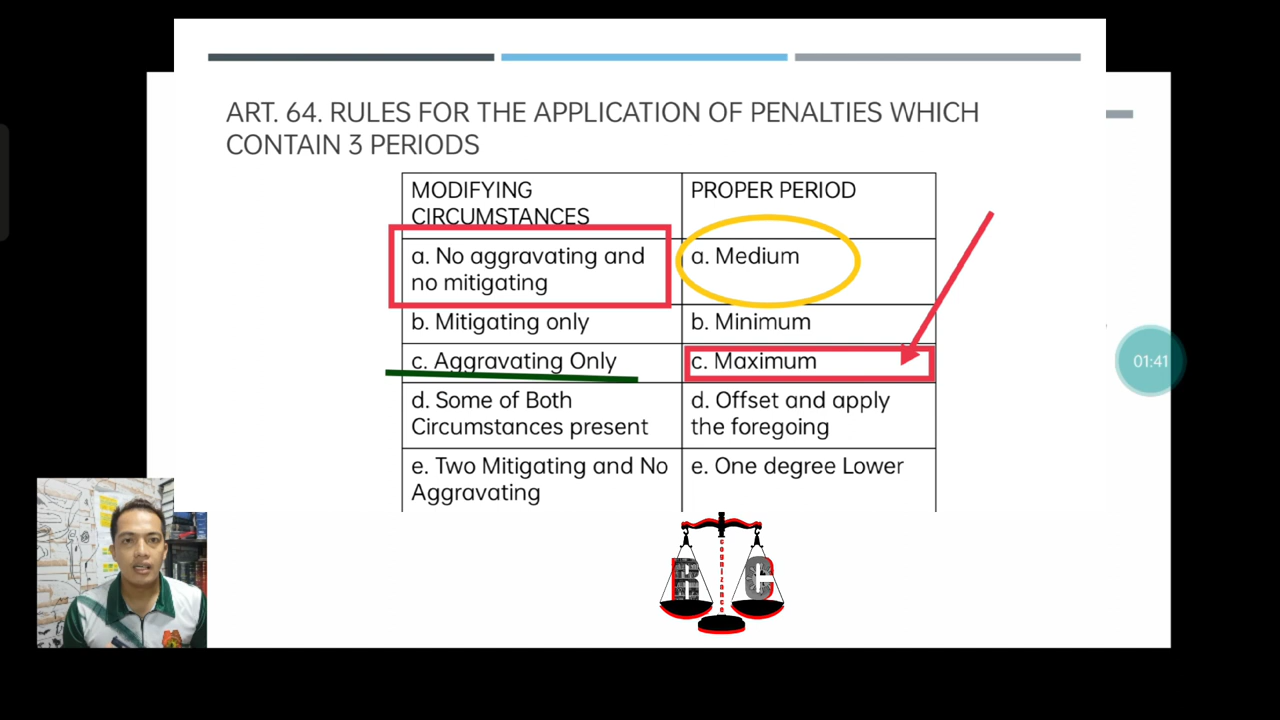 ART. 64. RULES FOR THE APPLICATION OF PENALTIES WHICH
CONTAIN 3 PERIODS
MODIFYING
CIRCUMSTANCES
PROPER PERIOD
a. No aggravating and
no mitigating
a. Medium
b. Mitigating only
b. Minimum
c. Aggravating Only
c. Maximum
d. Some of Both
Circumstances present
d. Offset and apply
the foregoing
e. Two Mitigating and No
Aggravating
e. One degree Lower
01:41
cognizance
R C